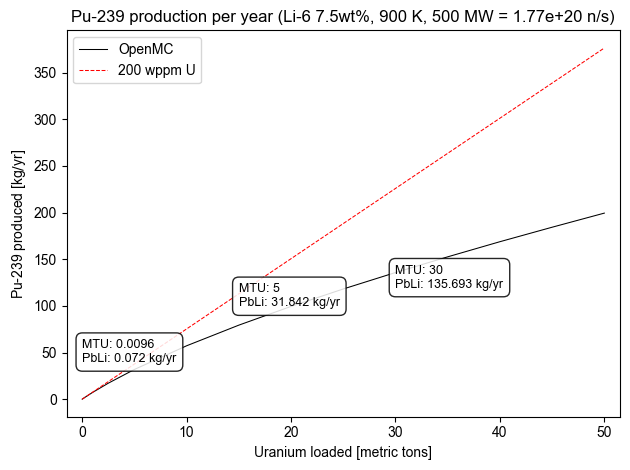 Pu-239 production per year (Li-6 7.5wt%, 900 K, 500 MW = 1.77e+20 n/s)
OpenMC
200 wppm U
350
300
250
200
150
100
50
0
Pu-239 produced [kg/yr]
MTU: 30
PbLi: 135.693 kg/yr
MTU: 5
PbLi: 31.842 kg/yr
MTU: 0.0096
PbLi: 0.072 kg/yr
0 10 20 30 40 50
Uranium loaded [metric tons]